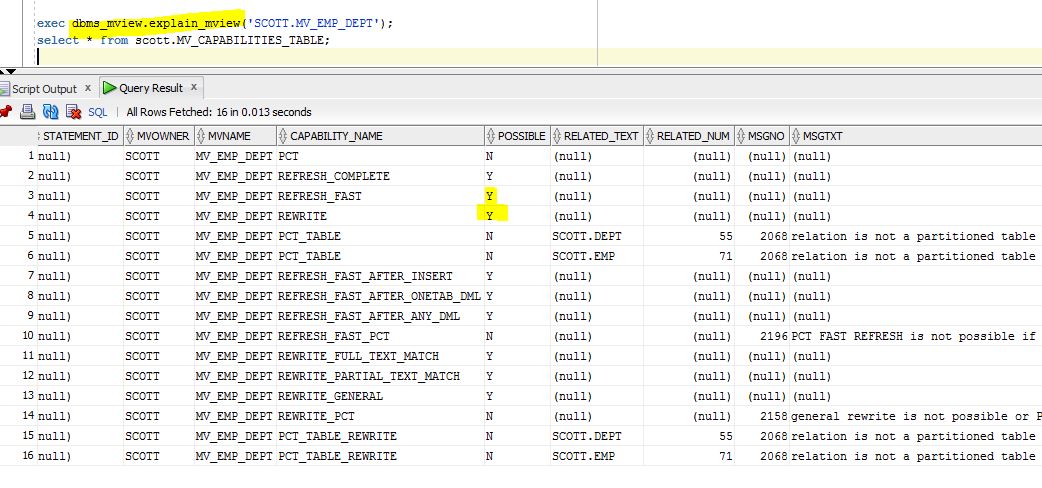 exec dbms_mview.explain_mview('SCOTT.MV_EMP_DEPT');
select * from scott.MV_CAPABILITIES_TABLE;
Script Output x Query Result x
SQL | All Rows Fetched: 16 in 0.013 seconds
STATEMENT_ID MVOWNER MVNAME CAPABILITY_NAME POSSIBLE RELATED_TEXT RELATED_NUM MSGNO MSGTXT
1 null) SCOTT MV_EMP_DEPT PCT N (null) (null) (null) (null)
2 null) SCOTT MV_EMP_DEPT REFRESH_COMPLETE Y (null) (null) (null) (null)
3 null) SCOTT MV_EMP_DEPT REFRESH_FAST Y (null) (null) (null) (null)
4 null) SCOTT MV_EMP_DEPT REWRITE Y (null) (null) (null) (null)
5 null) SCOTT MV_EMP_DEPT PCT_TABLE N SCOTT.DEPT 55 2068 relation is not a partitioned table
6 null) SCOTT MV_EMP_DEPT PCT_TABLE N SCOTT.EMP 71 2068 relation is not a partitioned table
7 null) SCOTT MV_EMP_DEPT REFRESH_FAST_AFTER_INSERT Y (null) (null) (null) (null)
8 null) SCOTT MV_EMP_DEPT REFRESH_FAST_AFTER_ONETAB_DML Y (null) (null) (null) (null)
9 null) SCOTT MV_EMP_DEPT REFRESH_FAST_AFTER_ANY_DML Y (null) (null) (null) (null)
10 null) SCOTT MV_EMP_DEPT REFRESH_FAST_PCT N (null) (null) 2196 PCT FAST REFRESH is not possible if
11 null) SCOTT MV_EMP_DEPT REWRITE_FULL_TEXT_MATCH Y (null) (null) (null) (null)
12 null) SCOTT MV_EMP_DEPT REWRITE_PARTIAL_TEXT_MATCH Y (null) (null) (null) (null)
13 null) SCOTT MV_EMP_DEPT REWRITE_GENERAL Y (null) (null) (null) (null)
14 null) SCOTT MV_EMP_DEPT REWRITE_PCT N (null) (null) 2158 general rewrite is not possible or P
15 null) SCOTT MV_EMP_DEPT PCT_TABLE_REWRITE N SCOTT.DEPT 55 2068 relation is not a partitioned table
16 null) SCOTT MV_EMP_DEPT PCT_TABLE_REWRITE N SCOTT.EMP 71 2068 relation is not a partitioned table